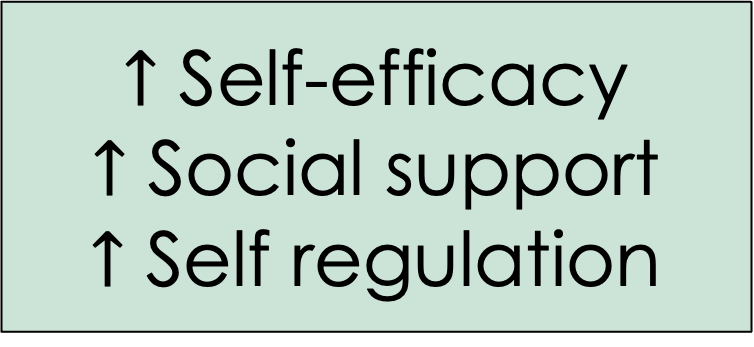 ↑ Self-efficacy
↑ Social support
↑ Self regulation